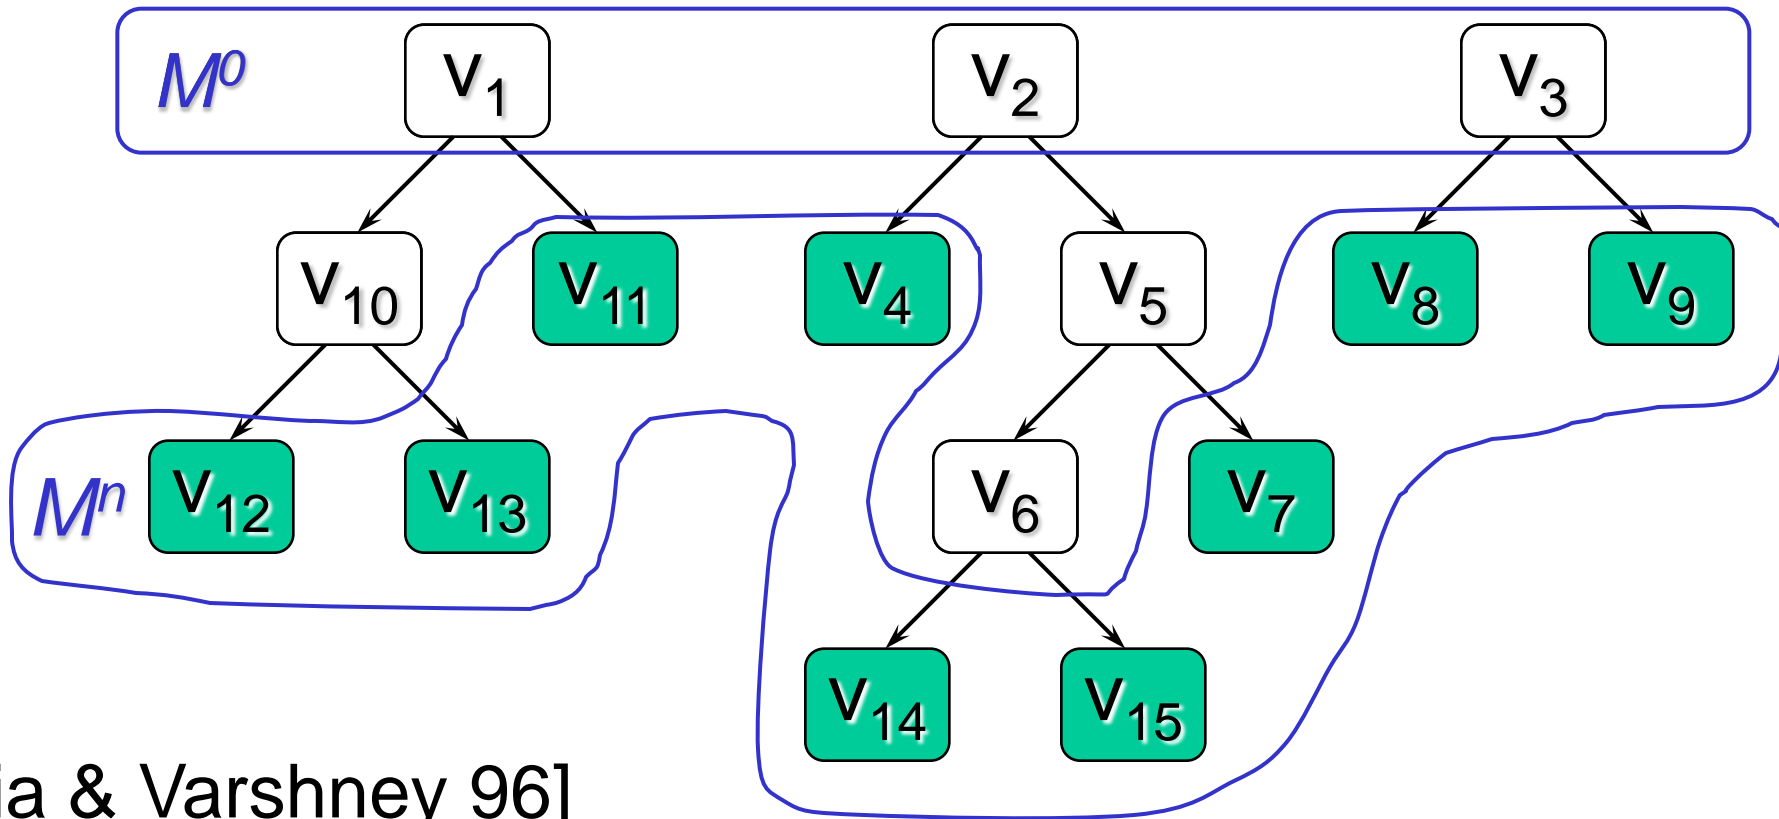 M⁰ v₁ v₂ v₃
v₁₀ v₁₁ v₄ v₅ v₈ v₉
Mⁿ v₁₂ v₁₃ v₆ v₇
v₁₄ v₁₅
& Varshney 96]